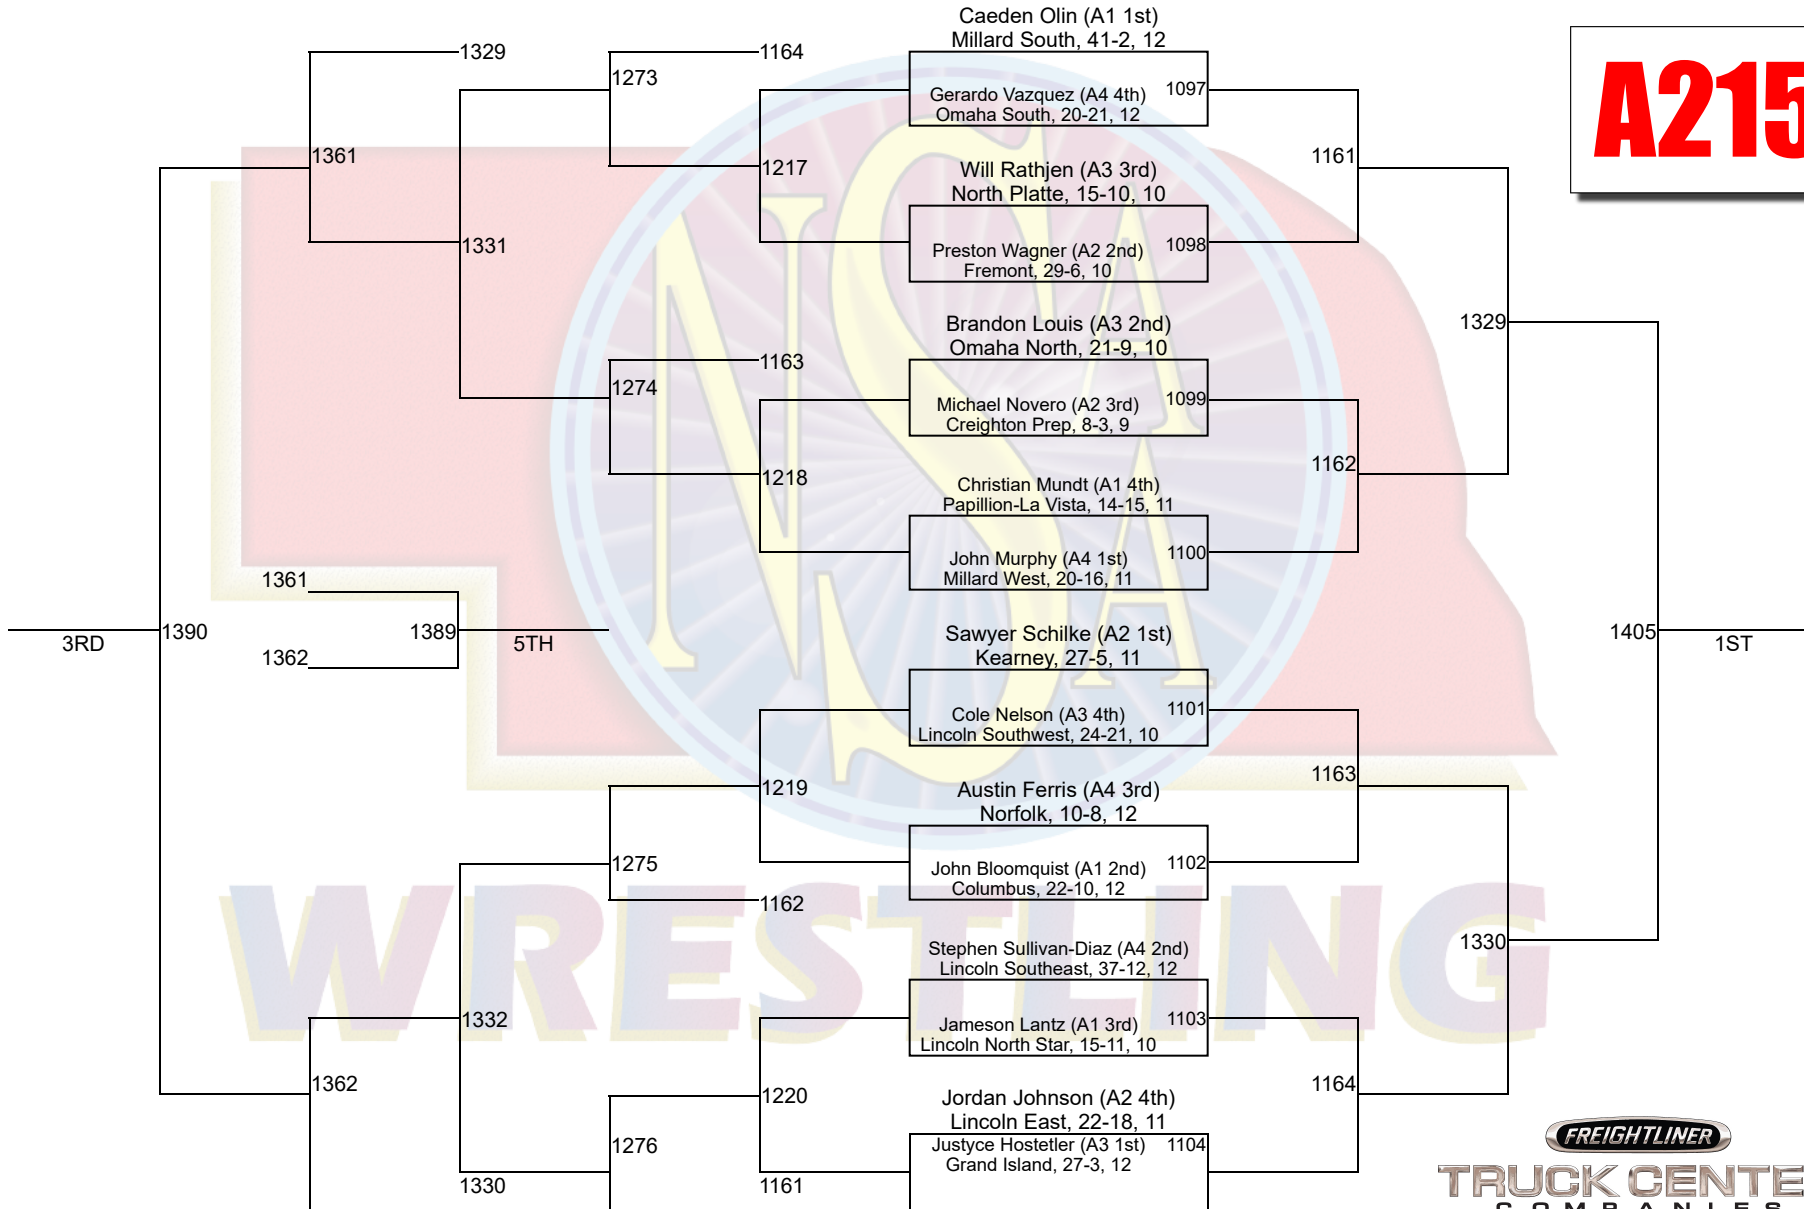 Caeden Olin (A1 1st)
Millard South, 41-2, 12
Gerardo Vazquez (A4 4th)
Omaha South, 20-21, 12
1097
Will Rathjen (A3 3rd)
North Platte, 15-10, 10
Preston Wagner (A2 2nd)
Fremont, 29-6, 10
1098
Brandon Louis (A3 2nd)
Omaha North, 21-9, 10
Michael Novero (A2 3rd)
Creighton Prep, 8-3, 9
1099
Christian Mundt (A1 4th)
Papillion-La Vista, 14-15, 11
John Murphy (A4 1st)
Millard West, 20-16, 11
1100
Sawyer Schilke (A2 1st)
Kearney, 27-5, 11
Cole Nelson (A3 4th)
Lincoln Southwest, 24-21, 10
1101
Austin Ferris (A4 3rd)
Norfolk, 10-8, 12
John Bloomquist (A1 2nd)
Columbus, 22-10, 12
1102
Stephen Sullivan-Diaz (A4 2nd)
Lincoln Southeast, 37-12, 12
Jameson Lantz (A1 3rd)
Lincoln North Star, 15-11, 10
1103
Jordan Johnson (A2 4th)
Lincoln East, 22-18, 11
Justyce Hostetler (A3 1st)
Grand Island, 27-3, 12
1104
1161
1162
1163
1164
1329
1330
1405
1ST
1217
1218
1219
1220
1161
1164
1273
1163
1274
1275
1162
1276
1329
1331
1332
1330
1361
1362
1390
3RD
1361
1362
1389
5TH
A215
NSAA
WRESTLING
FREIGHTLINER
TRUCK CENTE
COMPANIES